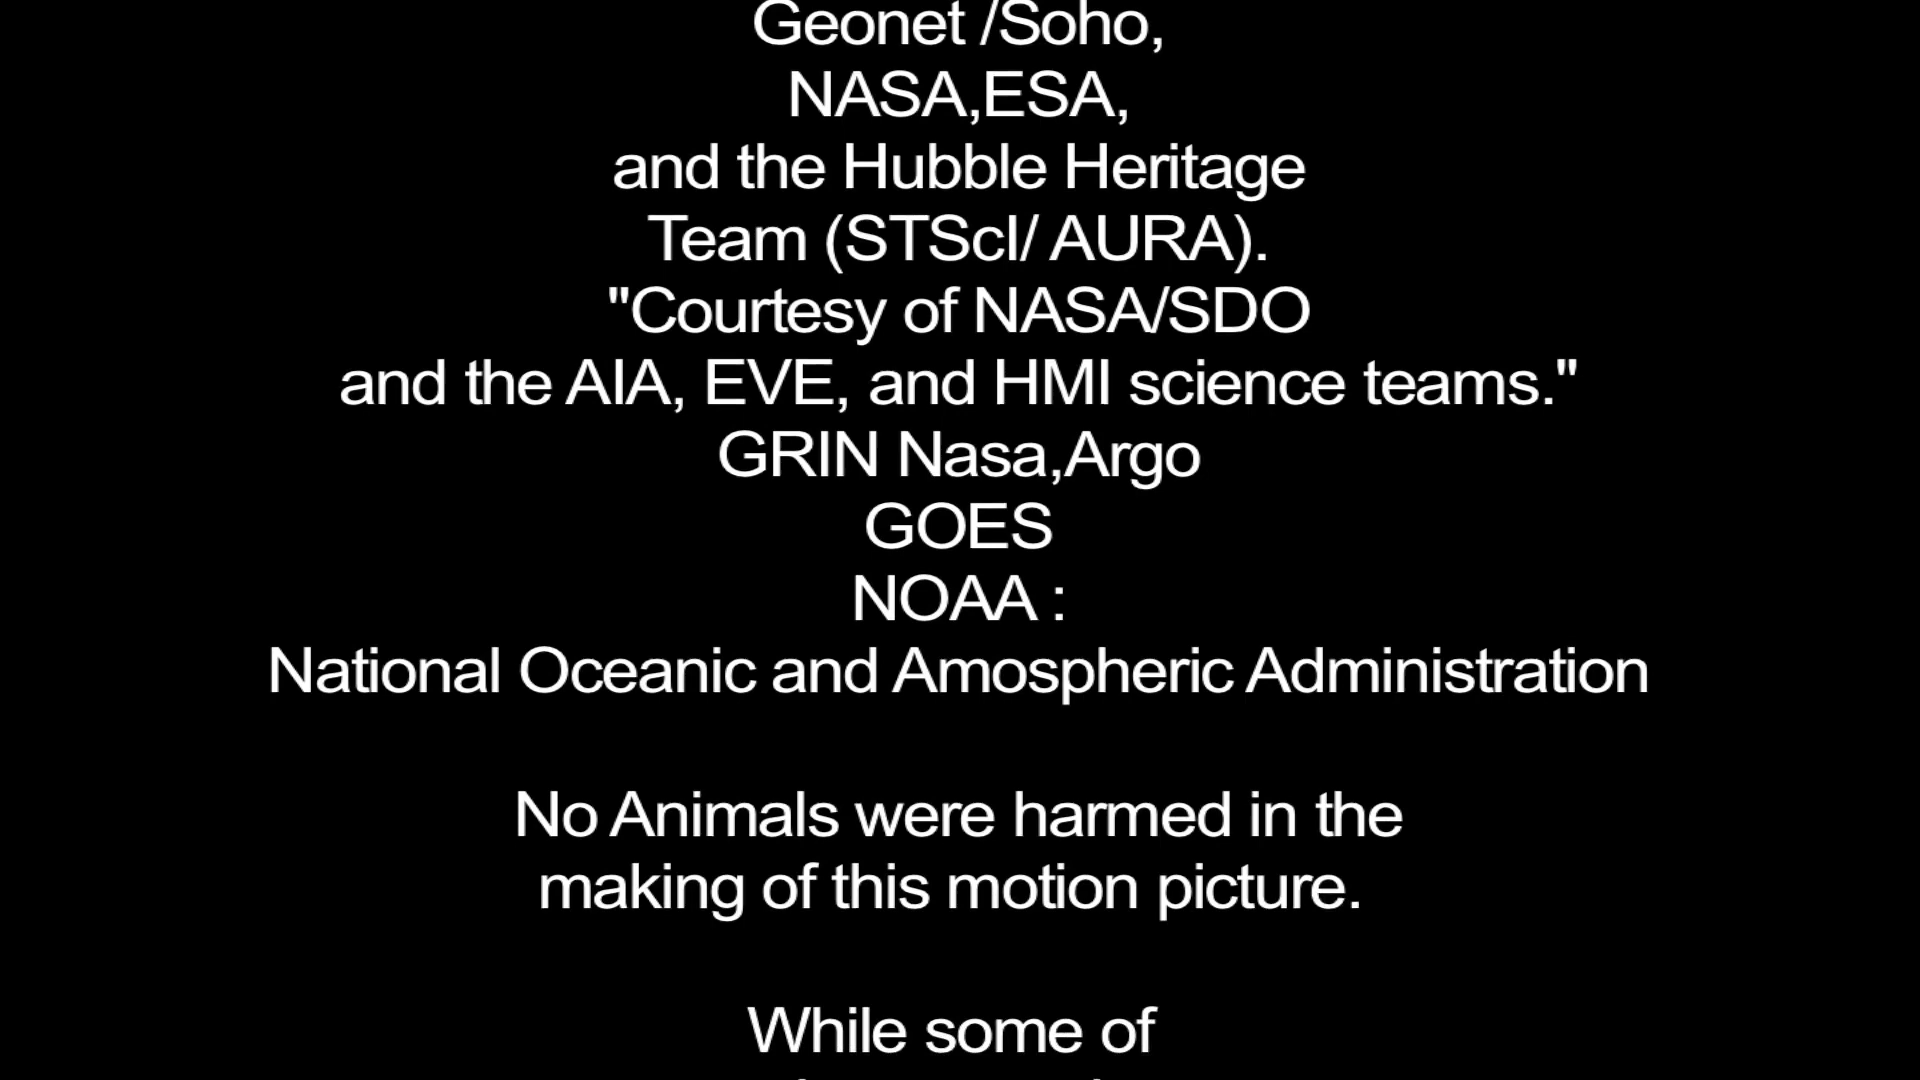 Geonet /Soho,
NASA,ESA,
and the Hubble Heritage
Team (STScI/ AURA).
"Courtesy of NASA/SDO
and the AIA, EVE, and HMI science teams."
GRIN Nasa,Argo
GOES
NOAA :
National Oceanic and Amospheric Administration
No Animals were harmed in the
making of this motion picture.
While some of